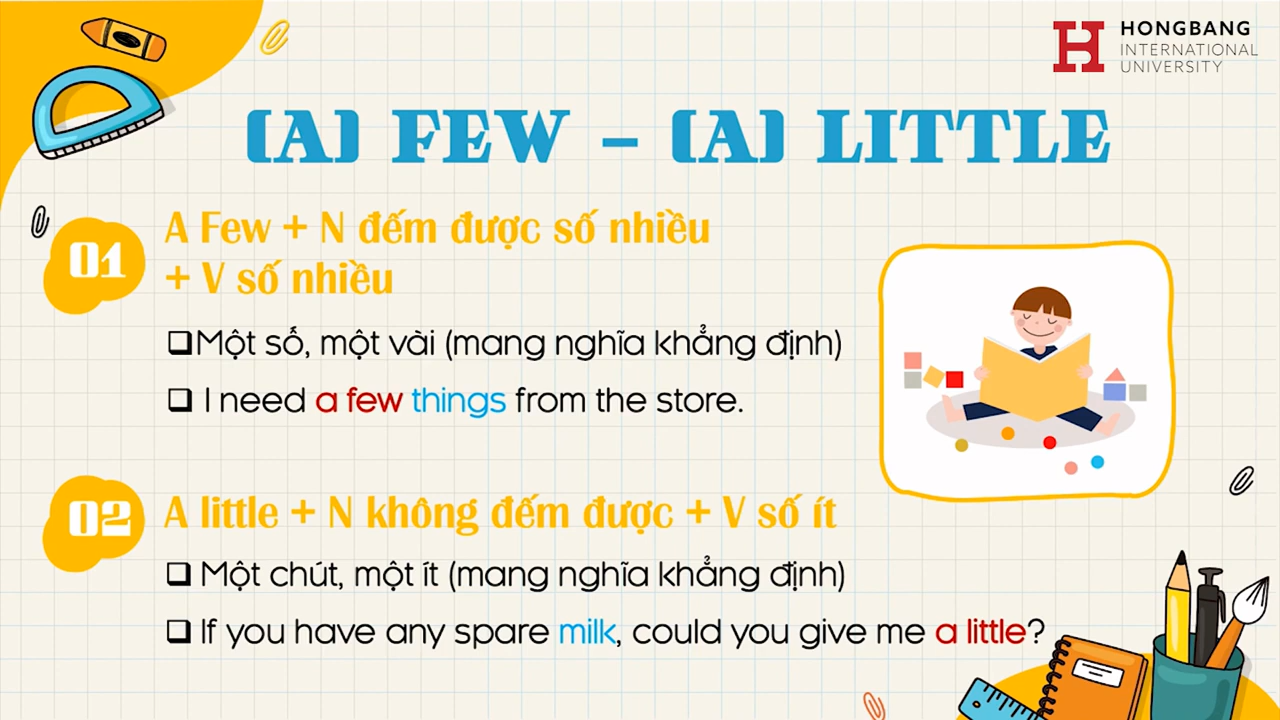 HONGBANG
INTERNATIONAL
UNIVERSITY
(A) FEW – (A) LITTLE
01
A Few + N đếm được số nhiều
+ V số nhiều
❑Một số, một vài (mang nghĩa khẳng định)
❑ I need a few things from the store.
02
A little + N không đếm được + V số ít
❑ Một chút, một ít (mang nghĩa khẳng định)
❑ If you have any spare milk, could you give me a little?